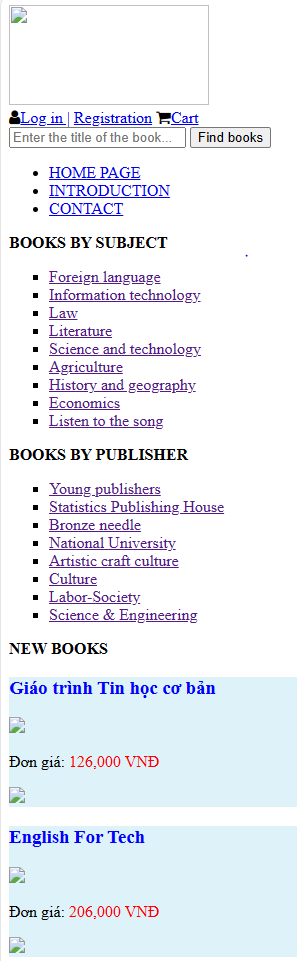 Log in | Registration Cart
Enter the title of the book... Find books
HOME PAGE
INTRODUCTION
CONTACT
BOOKS BY SUBJECT
Foreign language
Information technology
Law
Literature
Science and technology
Agriculture
History and geography
Economics
Listen to the song
BOOKS BY PUBLISHER
Young publishers
Statistics Publishing House
Bronze needle
National University
Artistic craft culture
Culture
Labor-Society
Science & Engineering
NEW BOOKS
Giáo trình Tin học cơ bản
Đơn giá: 126,000 VNĐ
English For Tech
Đơn giá: 206,000 VNĐ